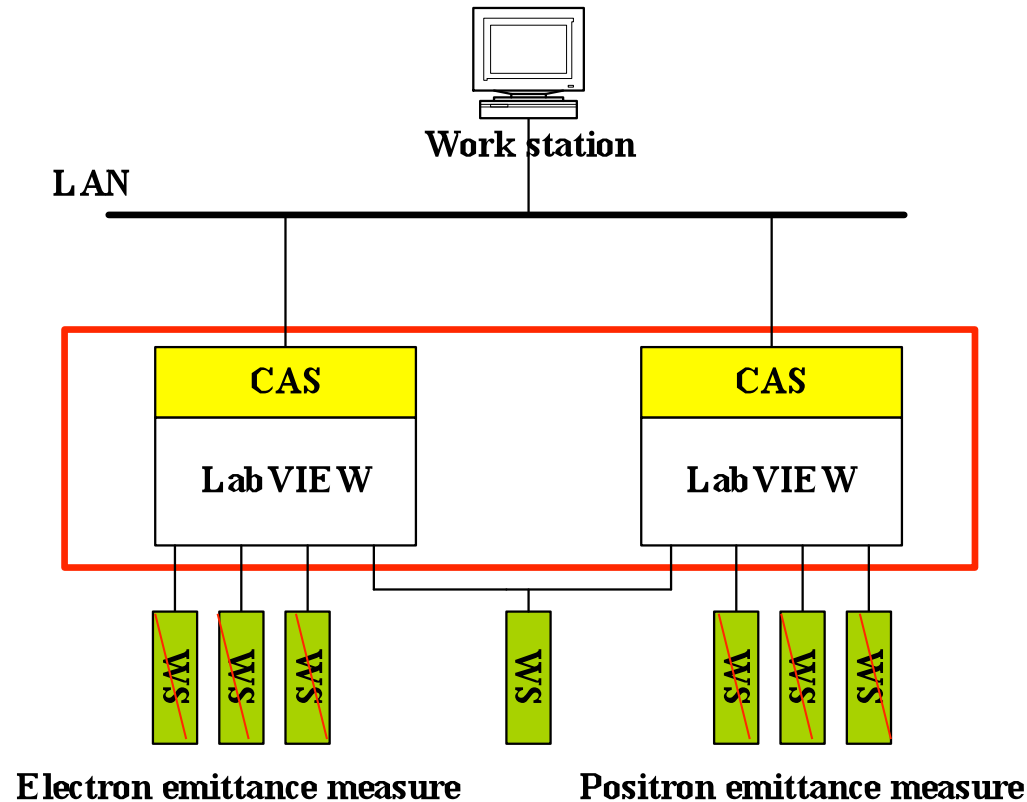 Work station
LAN
CAS
CAS
LabVIEW
LabVIEW
WS
WS
WS
WS
WS
WS
WS
Electron emittance measure
Positron emittance measure